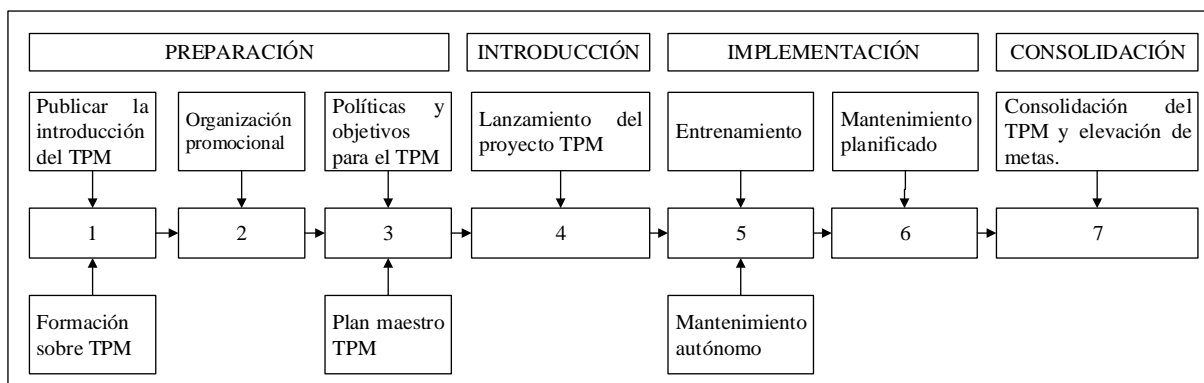 PREPARACIÓN
INTRODUCCIÓN
IMPLEMENTACIÓN
CONSOLIDACIÓN
Publicar la
introducción
del TPM
Organización
promocional
Políticas y
objetivos
para el TPM
Lanzamiento del
proyecto TPM
Entrenamiento
Mantenimiento
planificado
Consolidación del
TPM y elevación de
metas.
1
2
3
4
5
6
7
Formación
sobre TPM
Plan maestro
TPM
Mantenimiento
autónomo